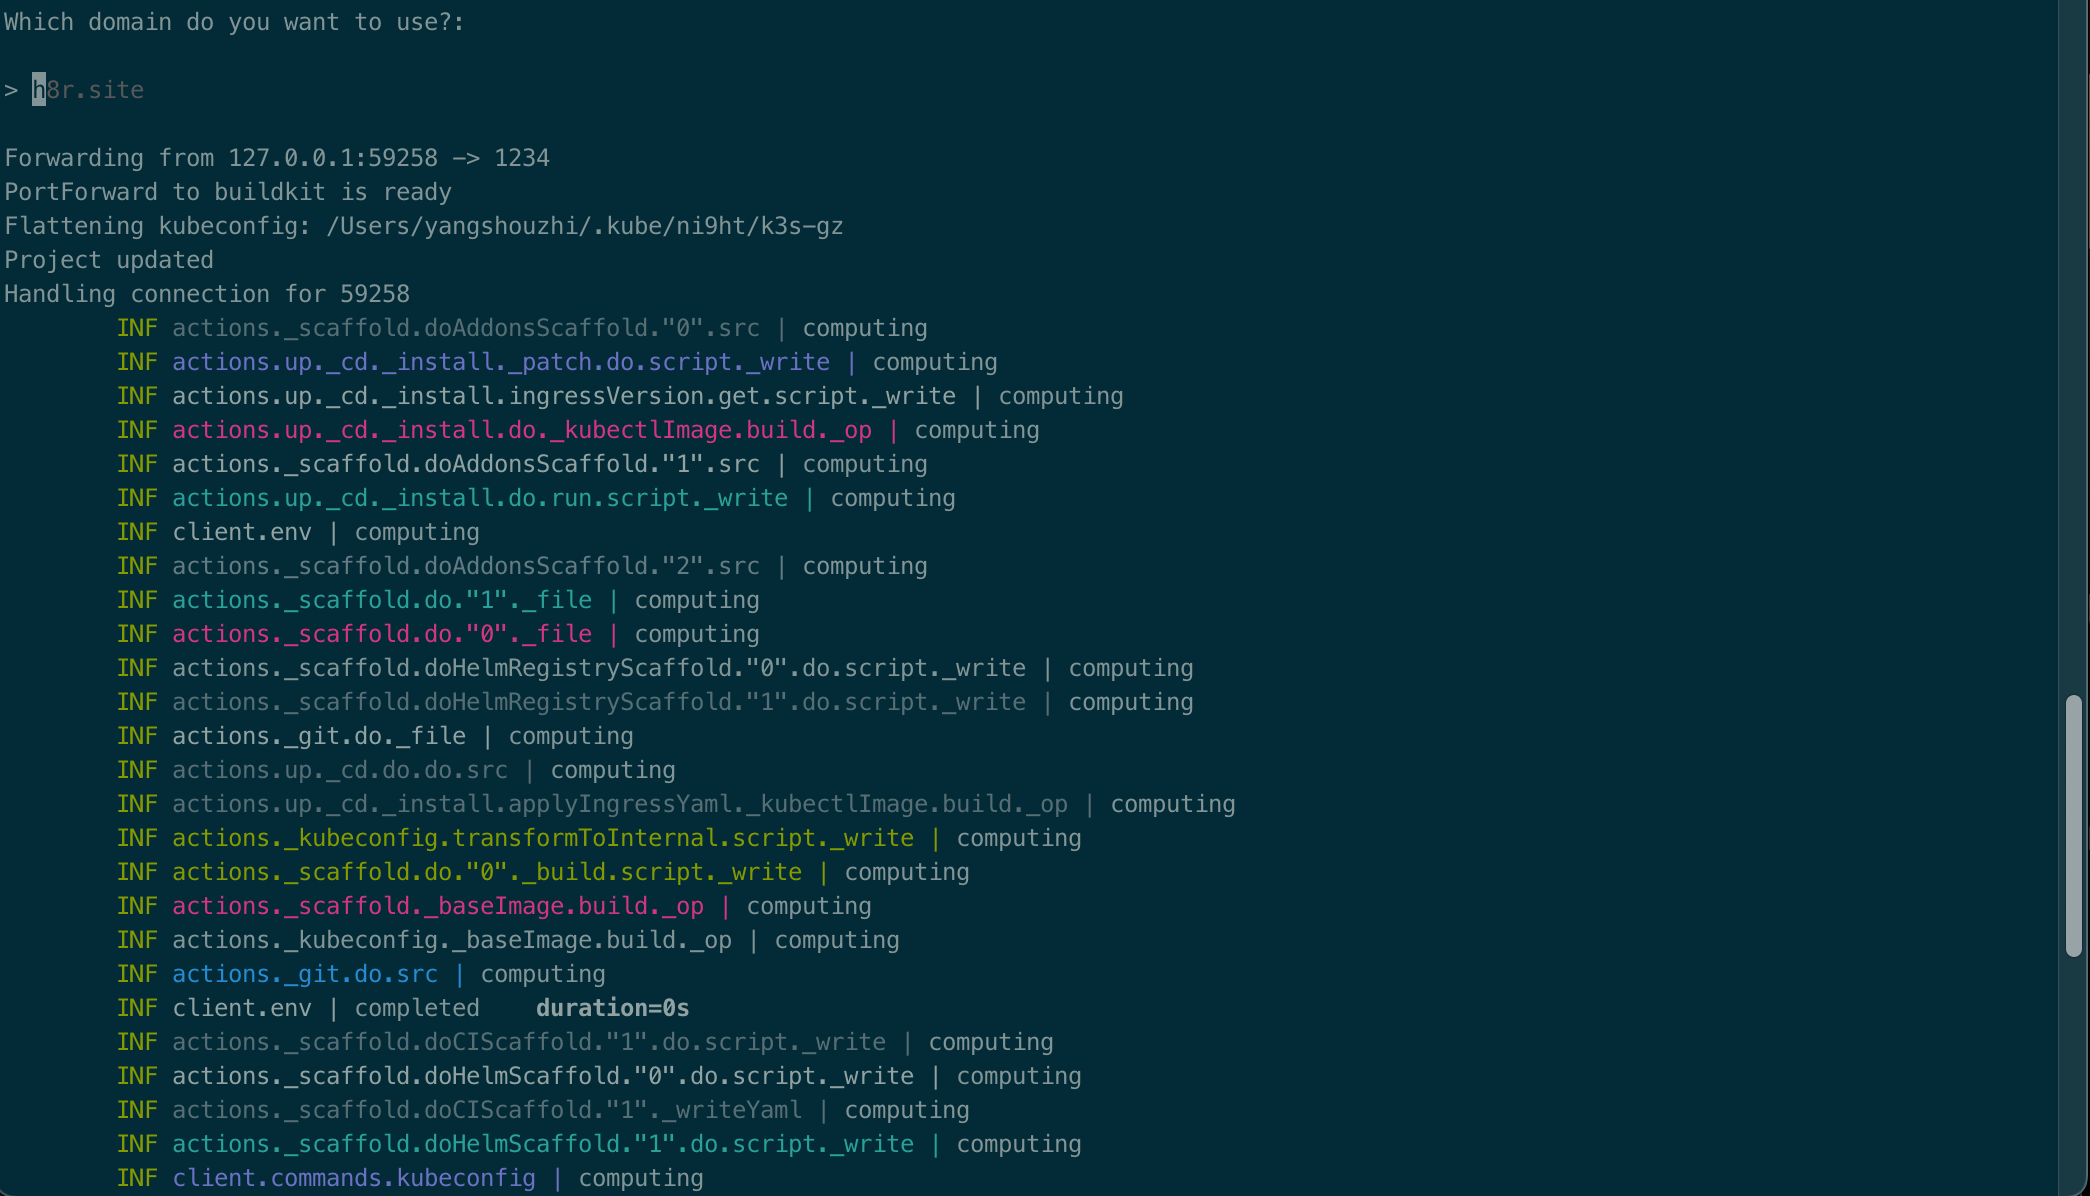 Which domain do you want to use?:
> h8r.site
Forwarding from 127.0.0.1:59258 -> 1234
PortForward to buildkit is ready
Flattening kubeconfig: /Users/yangshouzhi/.kube/ni9ht/k3s-gz
Project updated
Handling connection for 59258
INF actions._scaffold.doAddonsScaffold."0".src | computing
INF actions.up._cd._install._patch.do.script._write | computing
INF actions.up._cd._install.ingressVersion.get.script._write | computing
INF actions.up._cd._install.do._kubectlImage.build._op | computing
INF actions._scaffold.doAddonsScaffold."1".src | computing
INF actions.up._cd._install.do.run.script._write | computing
INF client.env | computing
INF actions._scaffold.doAddonsScaffold."2".src | computing
INF actions._scaffold.do."1"._file | computing
INF actions._scaffold.do."0"._file | computing
INF actions._scaffold.doHelmRegistryScaffold."0".do.script._write | computing
INF actions._scaffold.doHelmRegistryScaffold."1".do.script._write | computing
INF actions._git.do._file | computing
INF actions.up._cd.do.do.src | computing
INF actions.up._cd._install.applyIngressYaml._kubectlImage.build._op | computing
INF actions._kubeconfig.transformToInternal.script._write | computing
INF actions._scaffold.do."0"._build.script._write | computing
INF actions._scaffold._baseImage.build._op | computing
INF actions._kubeconfig._baseImage.build._op | computing
INF actions._git.do.src | computing
INF client.env | completed    duration=0s
INF actions._scaffold.doCIScaffold."1".do.script._write | computing
INF actions._scaffold.doHelmScaffold."0".do.script._write | computing
INF actions._scaffold.doCIScaffold."1"._writeYaml | computing
INF actions._scaffold.doHelmScaffold."1".do.script._write | computing
INF client.commands.kubeconfig | computing